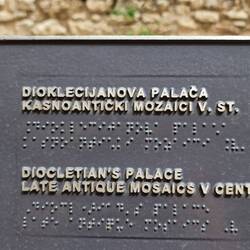 DIOKLECIJANOVA PALAČA
KASNOANTIČKI MOZAICI V. ST.
DIOCLETIAN'S PALACE
LATE ANTIQUE MOSAICS V CENT